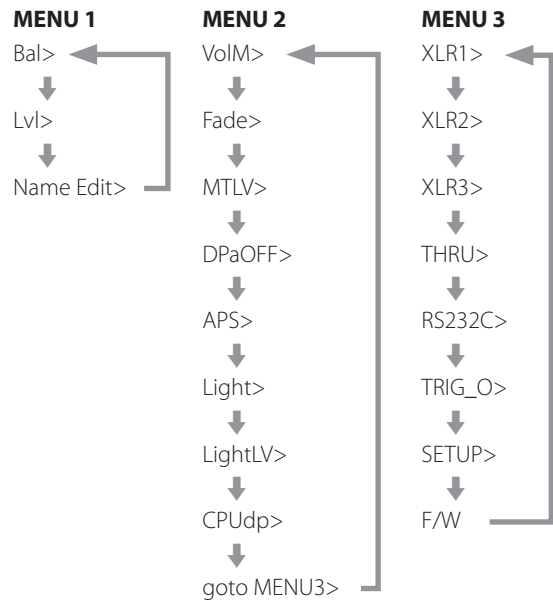 MENU 1
Bal>
Lvl>
Name Edit>
MENU 2
VolM>
Fade>
MTLV>
DPaOFF>
APS>
Light>
LightLV>
CPUdp>
goto MENU3>
MENU 3
XLR1>
XLR2>
XLR3>
THRU>
RS232C>
TRIG_O>
SETUP>
F/W